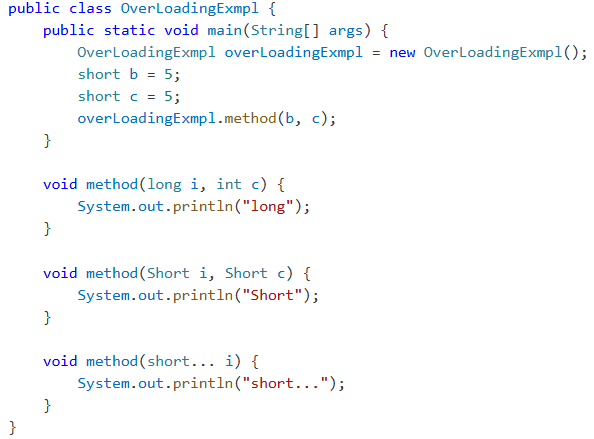 public class OverLoadingExmpl {
    public static void main(String[] args) {
        OverLoadingExmpl overLoadingExmpl = new OverLoadingExmpl();
        short b = 5;
        short c = 5;
        overLoadingExmpl.method(b, c);
    }

    void method(long i, int c) {
        System.out.println("long");
    }

    void method(Short i, Short c) {
        System.out.println("Short");
    }

    void method(short... i) {
        System.out.println("short...");
    }
}